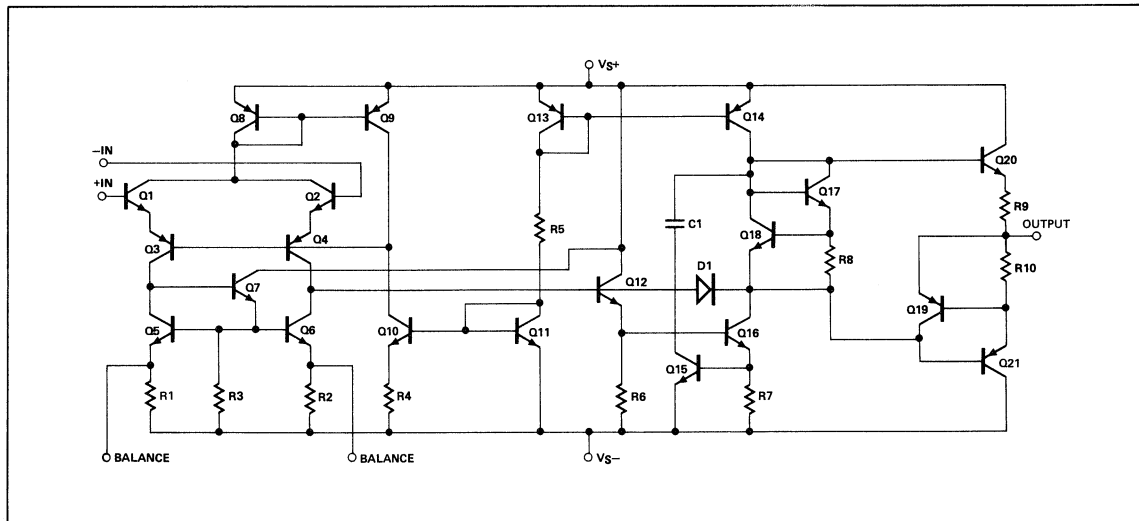 VS+
Q8
Q9
Q13
Q14
−IN
+IN
Q1
Q2
Q20
Q17
R9
C1
Q18
OUTPUT
Q3
Q4
R5
R8
R10
D1
Q7
Q12
Q19
Q5
Q6
Q10
Q11
Q16
Q15
Q21
R1
R3
R2
R4
R6
R7
BALANCE
BALANCE
VS−